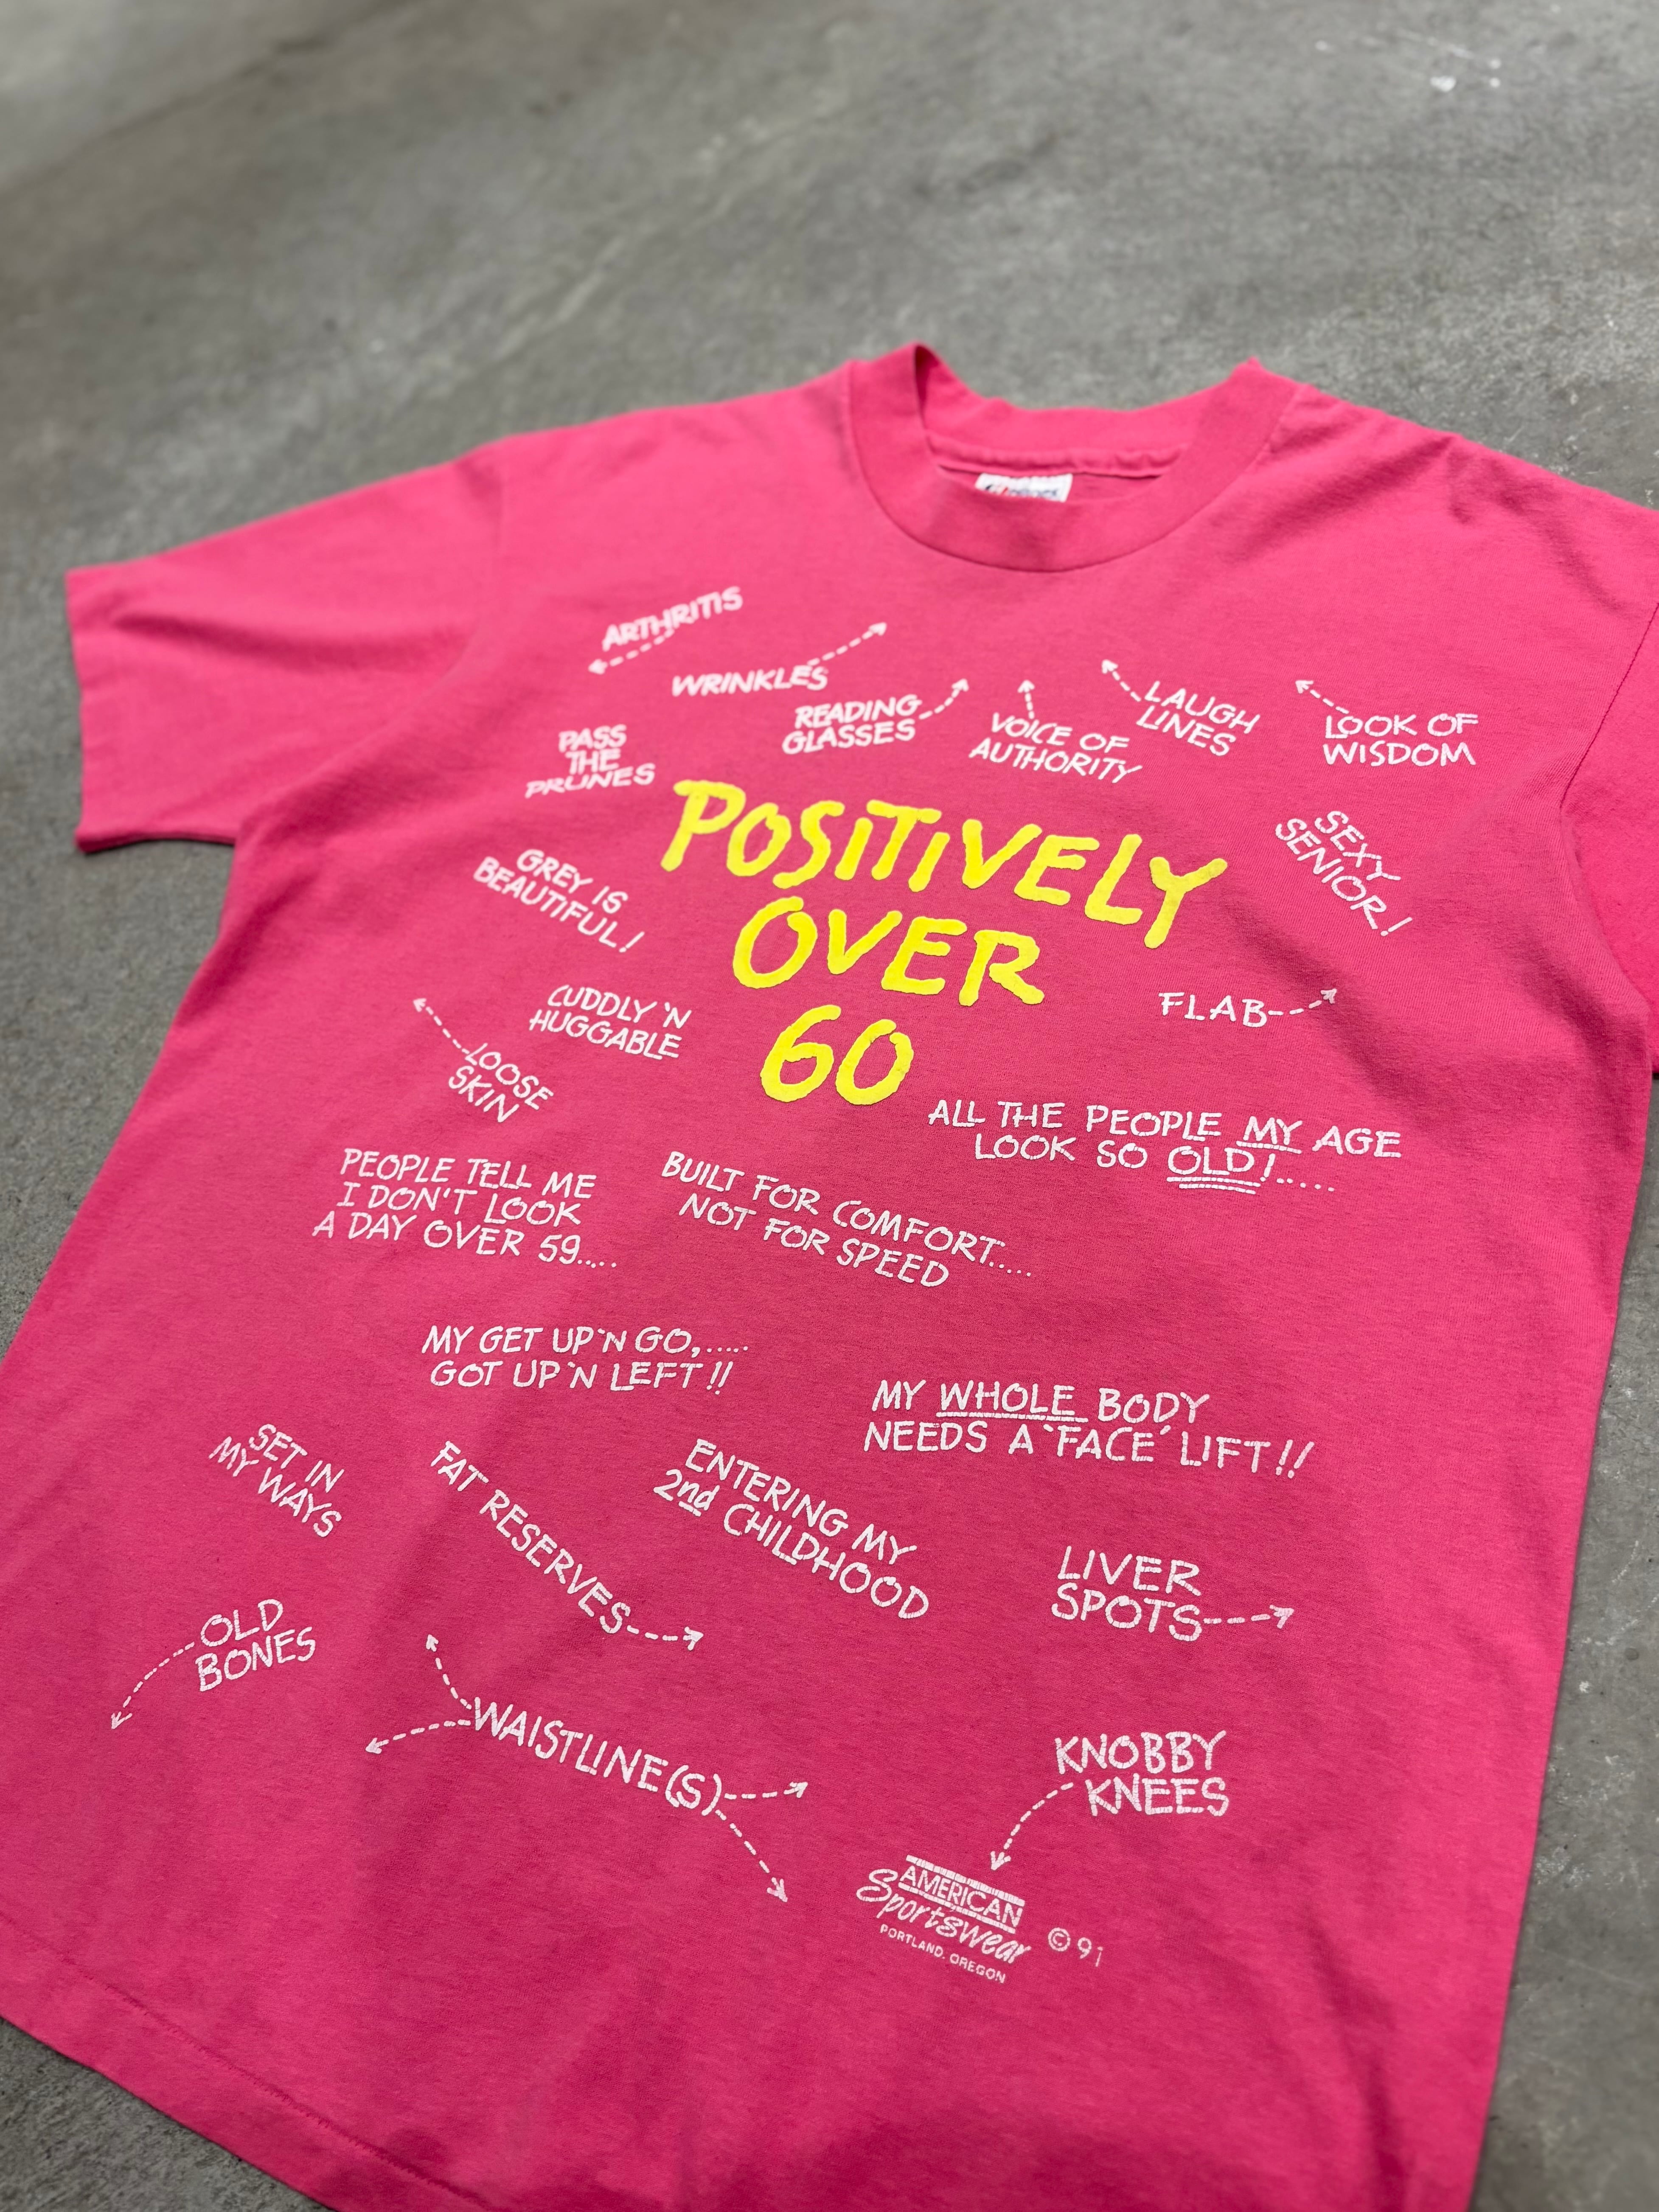 ARTHRITIS
WRINKLES
READING
GLASSES
VOICE OF
AUTHORITY
LAUGH
LINES
LOOK OF
WISDOM
PASS
THE
PRUNES
POSITIVELY
OVER
60
SEXY
SENIOR!
GREY IS
BEAUTIFUL!
CUDDLY 'N
HUGGABLE
FLAB
LOOSE
SKIN
ALL THE PEOPLE MY AGE
LOOK SO OLD!.....
PEOPLE TELL ME
I DON'T LOOK
A DAY OVER 59.....
BUILT FOR COMFORT.....
NOT FOR SPEED
MY GET UP 'N GO,.....
GOT UP 'N LEFT!!
MY WHOLE BODY
NEEDS A 'FACE' LIFT!!
SET IN
MY WAYS
FAT RESERVES
ENTERING MY
2nd CHILDHOOD
LIVER
SPOTS
OLD
BONES
WAISTLINE(S)
KNOBBY
KNEES
AMERICAN
Sportswear
PORTLAND, OREGON
©91